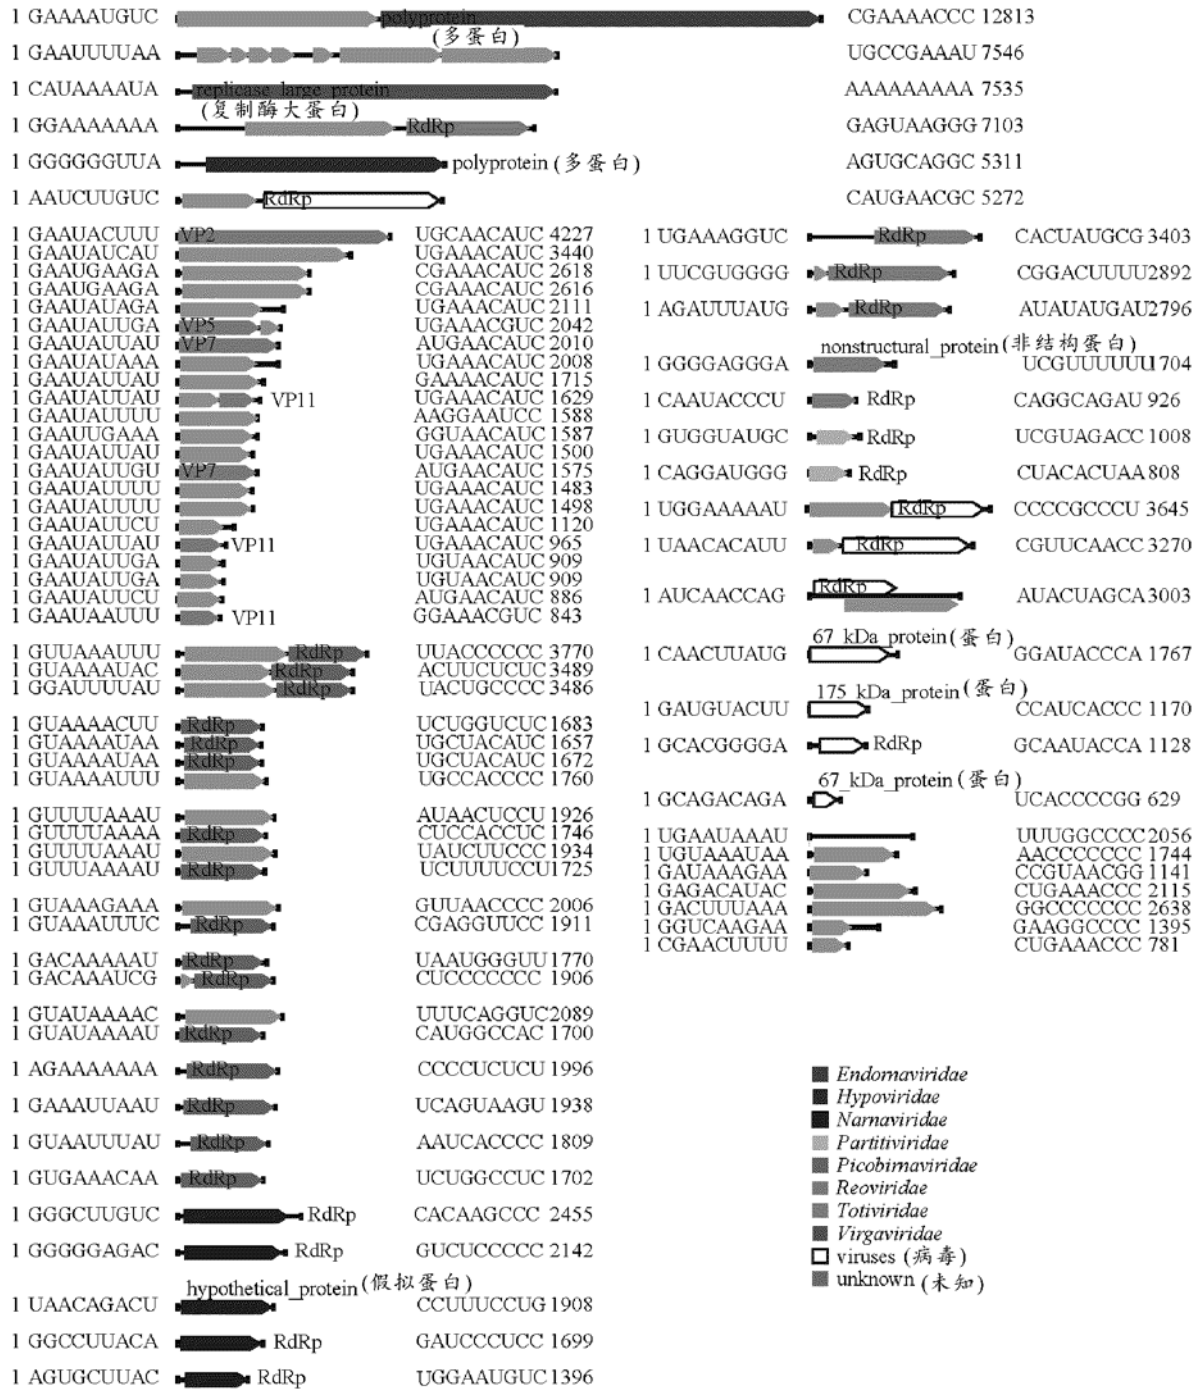 1 GAAAAUGUC polyprotein CGAAAACCC 12813
(多蛋白)
1 GAAUUUUAA UGCCGAAAU 7546
1 CAUAAAAUA replicase_large_protein AAAAAAAAA 7535
(复制酶大蛋白)
1 GGAAAAAAA RdRp GAGUAAGGG 7103
1 GGGGGGUUA polyprotein (多蛋白) AGUGCAGGC 5311
1 AAUCUUGUC RdRp CAUGAACGC 5272
1 GAAUACUUU VP2 UGCAACAUC 4227
1 GAAUAUCAU UGAAACAUC 3440
1 GAAUGAAGA CGAAACAUC 2618
1 GAAUGAAGA CGAAACAUC 2616
1 GAAUAUAGA UGAAACAUC 2111
1 GAAUAUUGA VP5 UGAAACGUC 2042
1 GAAUAUUAU VP7 AUGAACAUC 2010
1 GAAUAUAAA UGAAACAUC 2008
1 GAAUAUUAU GAAAACAUC 1715
1 GAAUAUUAU VP11 UGAAACAUC 1629
1 GAAUAUUUU AAGGAAUCC 1588
1 GAAUUGAAA GGUAACAUC 1587
1 GAAUAUUAU UGAAACAUC 1500
1 GAAUAUUGU VP7 AUGAACAUC 1575
1 GAAUAUUUU UGAAACAUC 1483
1 GAAUAUUUU UGAAACAUC 1498
1 GAAUAUUCU UGAAACAUC 1120
1 GAAUAUUAU VP11 UGAAACAUC 965
1 GAAUAUUGA UGUAACAUC 909
1 GAAUAUUGA UGUAACAUC 909
1 GAAUAUUCU AUGAACAUC 886
1 GAAUAAUUU VP11 GGAAACGUC 843
1 GUUAAAUUU RdRp UUACCCCCC 3770
1 GUAAAAUAC RdRp ACUUCUCUC 3489
1 GGAUUUUAU RdRp UACUGCCCC 3486
1 GUAAAACUU RdRp UCUGGUCUC 1683
1 GUAAAAUAA RdRp UGCUACAUC 1657
1 GUAAAAUAA RdRp UGCUACAUC 1672
1 GUAAAAUUU UGCCACCCC 1760
1 GUUUUAAAU AUAACUCCU 1926
1 GUUUUAAAA RdRp CUCCACCUC 1746
1 GUUUUAAAU UAUCUUCCC 1934
1 GUUUAAAAU RdRp UCUUUUCCU 1725
1 GUAAAGAAA GUUAACCCC 2006
1 GUAAAUUUC RdRp CGAGGUUCC 1911
1 GACAAAAAU RdRp UAAUGGGUU 1770
1 GACAAAUCG RdRp CUCCCCCCC 1906
1 GUAUAAAAC UUUCAGGUC 2089
1 GUAUAAAAU RdRp CAUGGCCAC 1700
1 AGAAAAAAA RdRp CCCCUCUCU 1996
1 GAAAUUAAU RdRp UCAGUAAGU 1938
1 GUAAUUUAU RdRp AAUCACCCC 1809
1 GUGAAACAA RdRp UCUGGCCUC 1702
1 GGGCUUGUC RdRp CACAAGCCC 2455
1 GGGGGAGAC RdRp GUCUCCCCC 2142
hypothetical_protein (假拟蛋白)
1 UAACAGACU CCUUUCCUG 1908
1 GGCCUUACA RdRp GAUCCCUCC 1699
1 AGUGCUUAC RdRp UGGAAUGUC 1396
1 UGAAAGGUC RdRp CACUAUGCG 3403
1 UUCGUGGGG RdRp CGGACUUUU 2892
1 AGAUUUAUG RdRp AUAUAUGAU 2796
nonstructural_protein (非结构蛋白)
1 GGGGAGGGA UCGUUUUUU 1704
1 CAAUACCCU RdRp CAGGCAGAU 926
1 GUGGUAUGC RdRp UCGUAGACC 1008
1 CAGGAUGGG RdRp CUACACUAA 808
1 UGGAAAAAU RdRp CCCCGCCCU 3645
1 UAACACAUU RdRp CGUUCAACC 3270
RdRp
1 AUCAACCAG AUACUAGCA 3003
67_kDa_protein (蛋白)
1 CAACUUAUG GGAUACCCA 1767
175_kDa_protein (蛋白)
1 GAUGUACUU CCAUCACCC 1170
1 GCACGGGGA RdRp GCAAUACCA 1128
67_kDa_protein (蛋白)
1 GCAGACAGA UCACCCCGG 629
1 UGAAUAAAU UUUGGCCCC 2056
1 UGUAAAUAA AACCCCCCC 1744
1 GAUAAAGAA CCGUAACGG 1141
1 GAGACAUAC CUGAAACCC 2115
1 GACUUUAAA GGCCCCCCC 2638
1 GGUCAAGAA GAAGGCCCC 1395
1 CGAACUUUU CUGAAACCC 781
Endornaviridae
Hypoviridae
Narnaviridae
Partitiviridae
Picobirnaviridae
Reoviridae
Totiviridae
Virgaviridae
viruses (病毒)
unknown (未知)